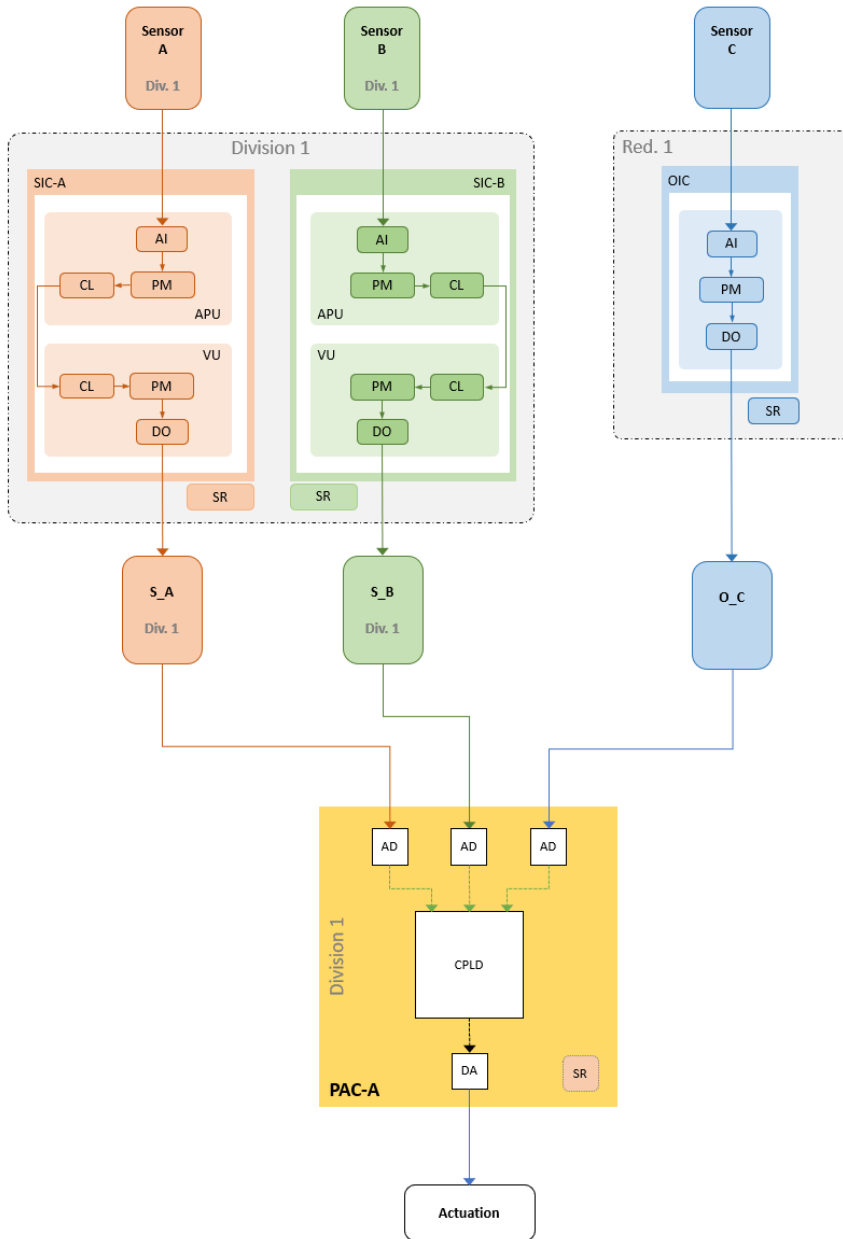 Sensor
A
Div. 1
Sensor
B
Div. 1
Sensor
C
Division 1
Red. 1
SIC-A
SIC-B
OIC
AI
CL
PM
APU
VU
CL
PM
DO
SR
AI
PM
CL
APU
VU
PM
CL
DO
SR
AI
PM
DO
SR
S_A
Div. 1
S_B
Div. 1
O_C
AD
AD
AD
Division 1
CPLD
DA
SR
PAC-A
Actuation